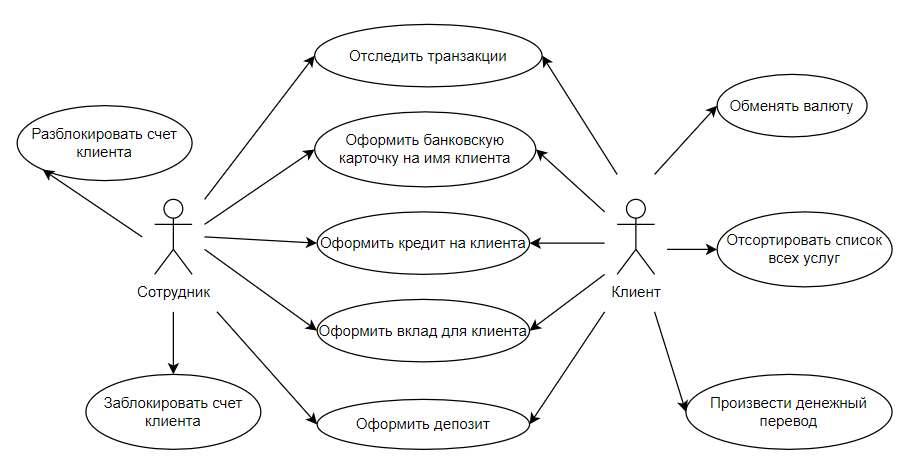 Отследить транзакции
Обменять валюту
Разблокировать счет
клиента
Оформить банковскую
карточку на имя клиента
Оформить кредит на клиента
Отсортировать список
всех услуг
Сотрудник
Клиент
Оформить вклад для клиента
Заблокировать счет
клиента
Оформить депозит
Произвести денежный
перевод